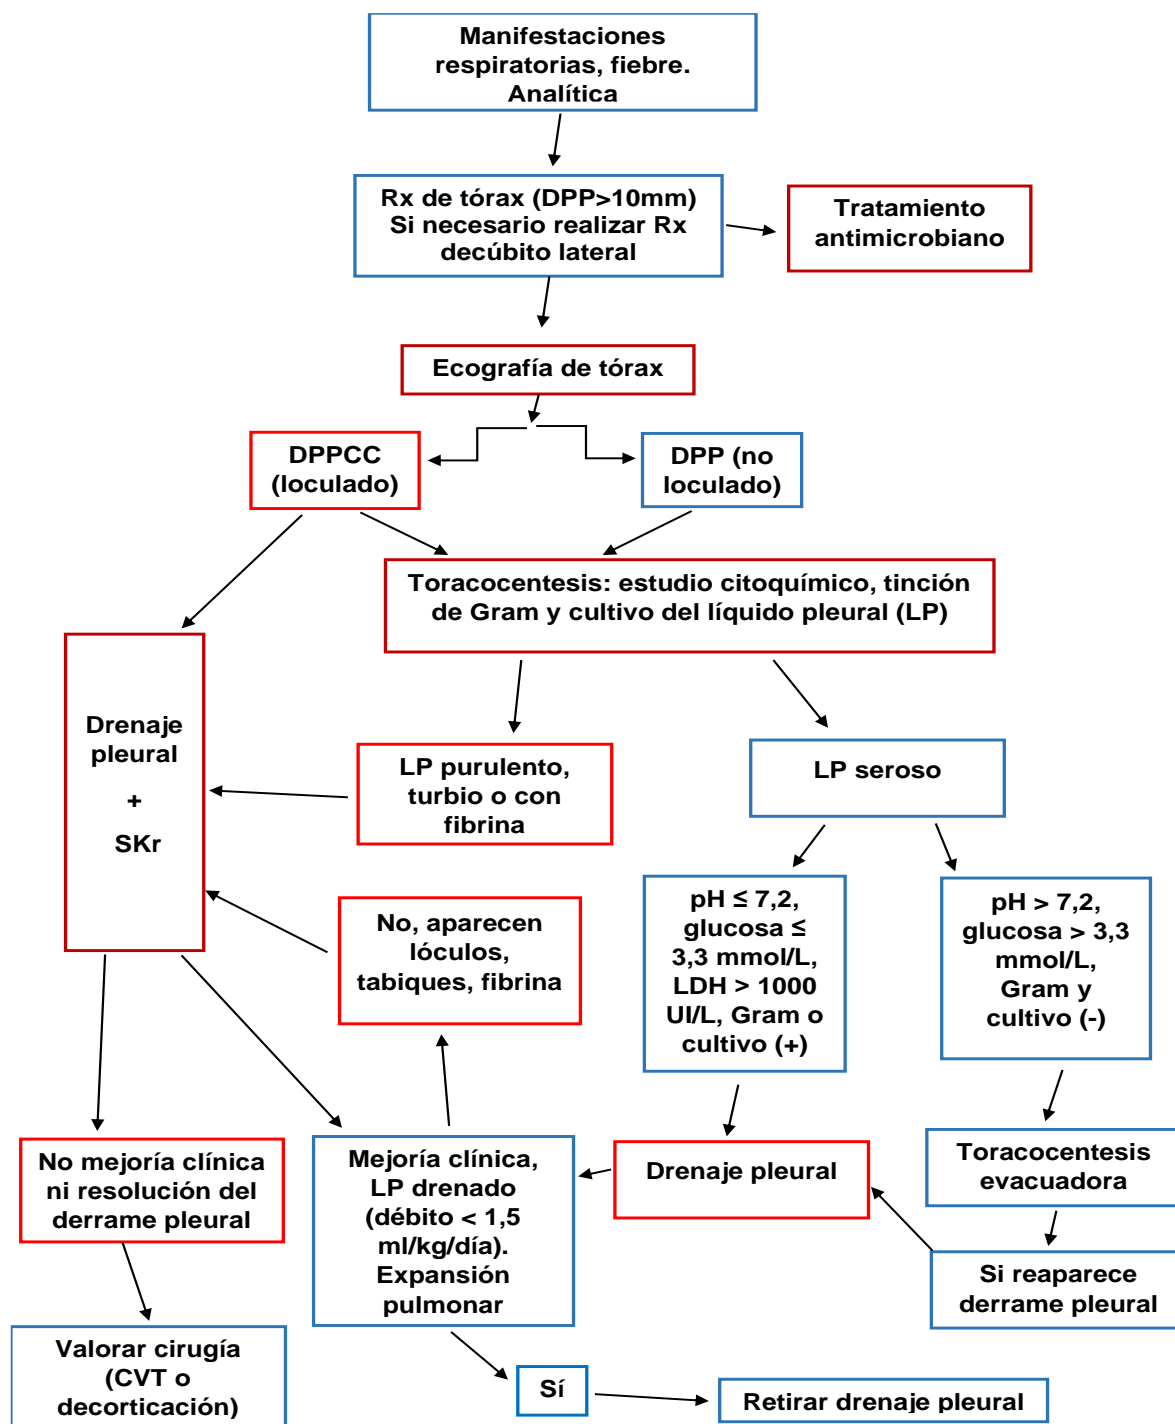 Manifestaciones
respiratorias, fiebre.
Analítica
Rx de tórax (DPP>10mm)
Si necesario realizar Rx
decúbito lateral
Tratamiento
antimicrobiano
Ecografía de tórax
DPPCC
(loculado)
DPP (no
loculado)
Toracocentesis: estudio citoquímico, tinción
de Gram y cultivo del líquido pleural (LP)
Drenaje
pleural
+
SKr
LP purulento,
turbio o con
fibrina
LP seroso
No, aparecen
lóculos,
tabiques, fibrina
pH ≤ 7,2,
glucosa ≤
3,3 mmol/L,
LDH > 1000
UI/L, Gram o
cultivo (+)
pH > 7,2,
glucosa > 3,3
mmol/L,
Gram y
cultivo (-)
No mejoría clínica
ni resolución del
derrame pleural
Mejoría clínica,
LP drenado
(débito < 1,5
ml/kg/día).
Expansión
pulmonar
Drenaje pleural
Toracocentesis
evacuadora
Si reaparece
derrame pleural
Valorar cirugía
(CVT o
decorticación)
Sí
Retirar drenaje pleural